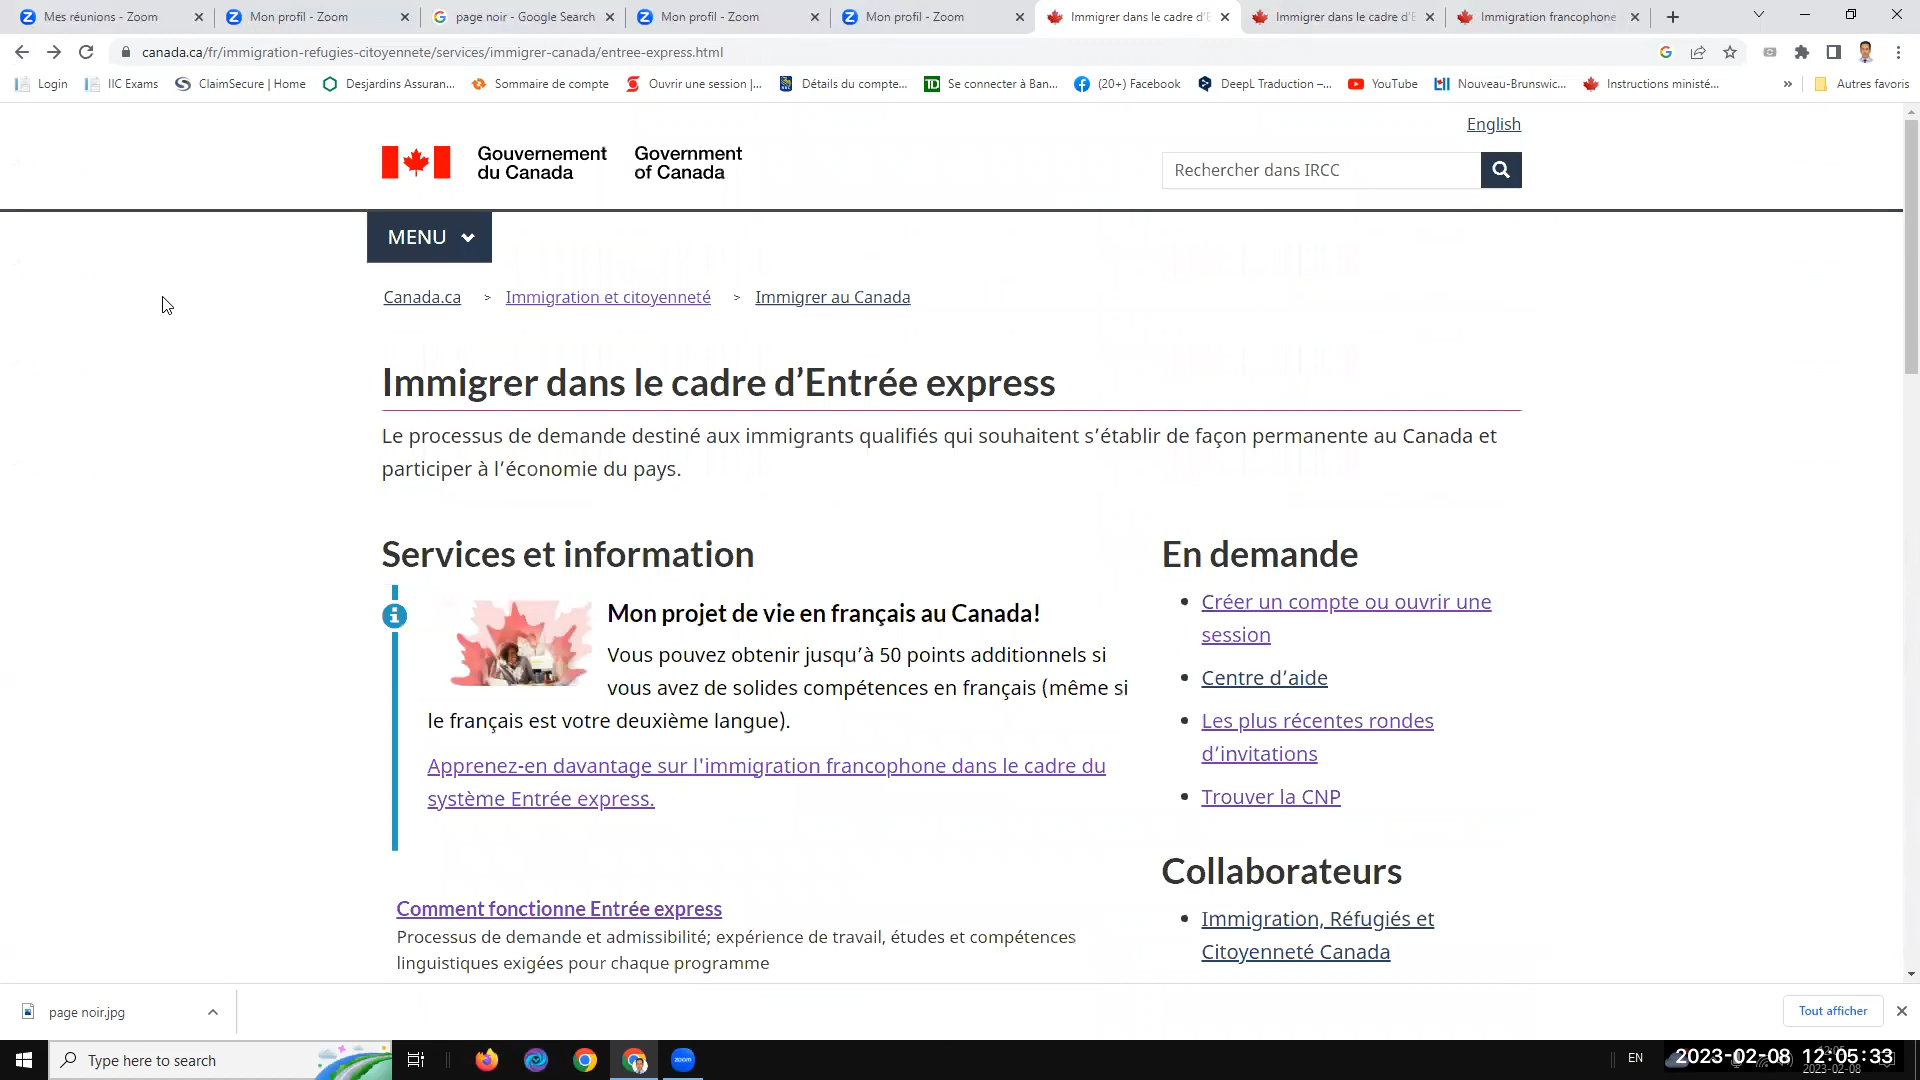 Mes réunions - Zoom
Mon profil - Zoom
page noir - Google Search
Mon profil - Zoom
Mon profil - Zoom
Immigrer dans le cadre d'E
Immigrer dans le cadre d'E
Immigration francophone
canada.ca/fr/immigration-refugies-citoyennete/services/immigrer-canada/entree-express.html
Login
IIC Exams
ClaimSecure | Home
Desjardins Assuran...
Sommaire de compte
Ouvrir une session |...
Détails du compte...
Se connecter à Ban...
(20+) Facebook
DeepL Traduction –...
YouTube
Nouveau-Brunswic...
Instructions ministé...
»
Autres favoris
English
Gouvernement
du Canada
Government
of Canada
Rechercher dans IRCC
MENU
Canada.ca > Immigration et citoyenneté > Immigrer au Canada
Immigrer dans le cadre d’Entrée express
Le processus de demande destiné aux immigrants qualifiés qui souhaitent s’établir de façon permanente au Canada et
participer à l’économie du pays.
Services et information
Mon projet de vie en français au Canada!
Vous pouvez obtenir jusqu’à 50 points additionnels si
vous avez de solides compétences en français (même si
le français est votre deuxième langue).
Apprenez-en davantage sur l'immigration francophone dans le cadre du
système Entrée express.
Comment fonctionne Entrée express
Processus de demande et admissibilité; expérience de travail, études et compétences
linguistiques exigées pour chaque programme
En demande
Créer un compte ou ouvrir une
session
Centre d’aide
Les plus récentes rondes
d’invitations
Trouver la CNP
Collaborateurs
Immigration, Réfugiés et
Citoyenneté Canada
page noir.jpg
Tout afficher
Type here to search
zoom
EN
2023-02-08 12:05:33
2023-02-08